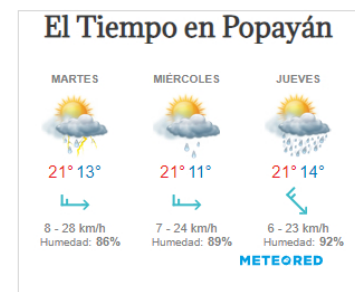 El Tiempo en Popayán
MARTES MIÉRCOLES JUEVES
21° 13° 21° 11° 21° 14°
8 - 28 km/h 7 - 24 km/h 6 - 23 km/h
Humedad: 86% Humedad: 89% Humedad: 92%
METEORED